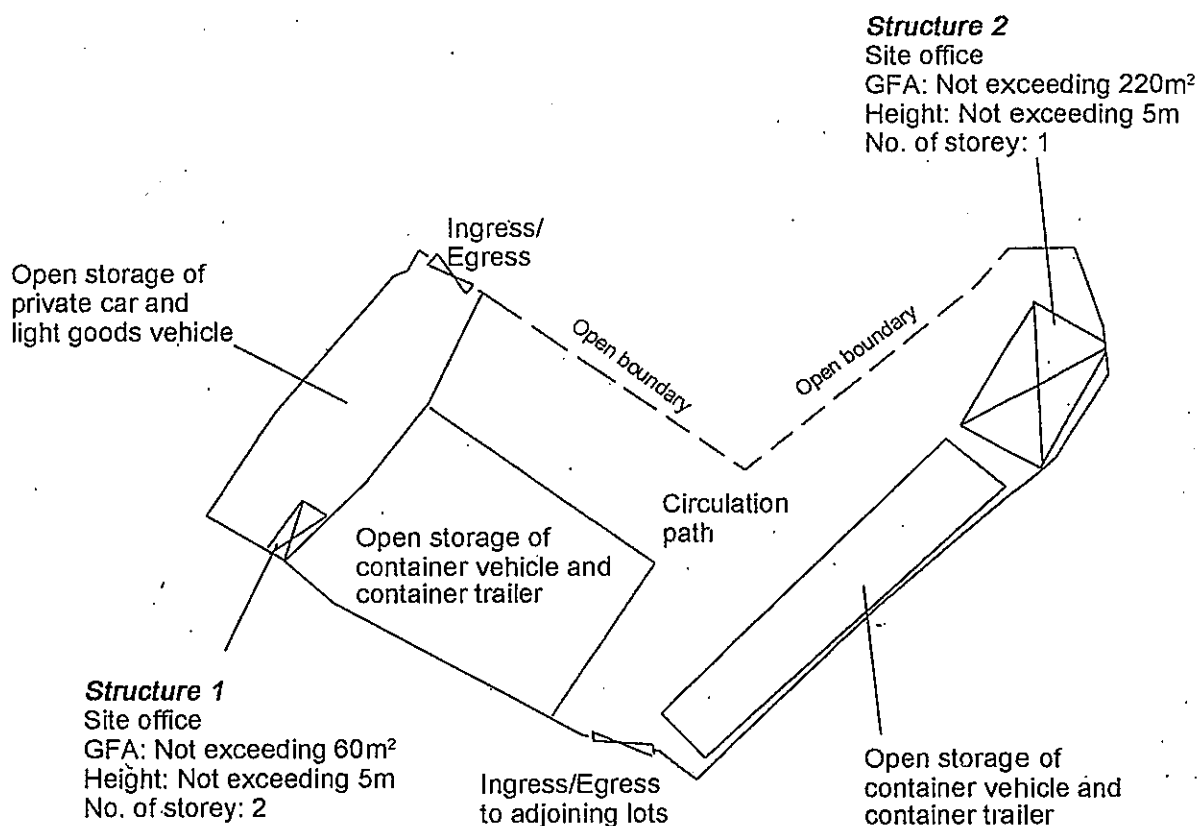 Structure 2
Site office
GFA: Not exceeding 220m²
Height: Not exceeding 5m
No. of storey: 1
Ingress/
Egress
Open storage of
private car and
light goods vehicle
Open boundary
Open boundary
Circulation
path
Open storage of
container vehicle and
container trailer
Structure 1
Site office
GFA: Not exceeding 60m²
Height: Not exceeding 5m
No. of storey: 2
Ingress/Egress
to adjoining lots
Open storage of
container vehicle and
container trailer